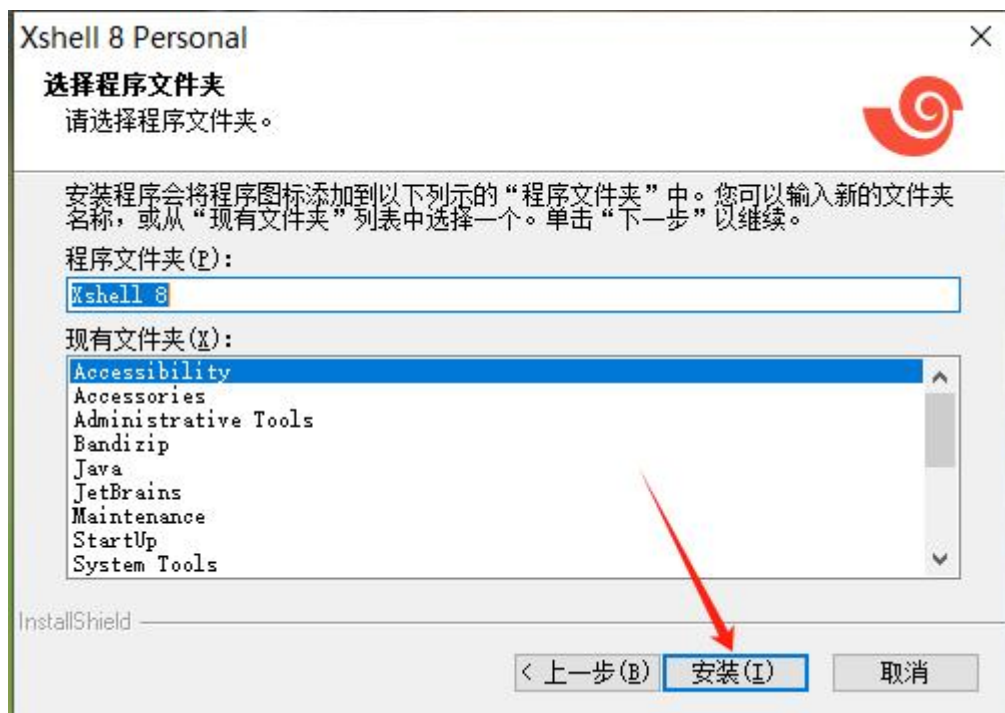 Xshell 8 Personal
选择程序文件夹
请选择程序文件夹。
安装程序会将程序图标添加到以下列示的“程序文件夹”中。您可以输入新的文件夹
名称，或从“现有文件夹”列表中选择一个。单击“下一步”以继续。
程序文件夹(P)：
Xshell 8
现有文件夹(X)：
Accessibility
Accessories
Administrative Tools
Bandizip
Java
JetBrains
Maintenance
StartUp
System Tools
InstallShield
< 上一步(B) 安装(I) 取消